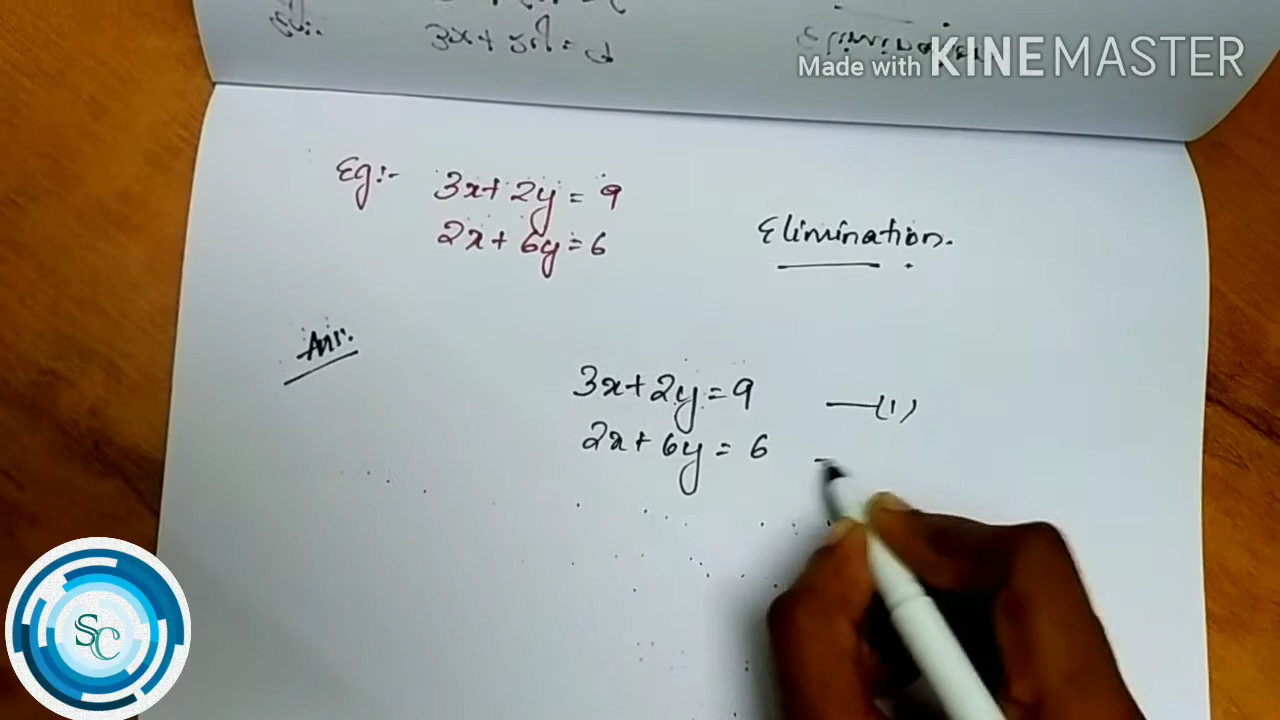 Made with KINEMASTER
Eg:- 3x+2y=9
2x+6y=6
Elimination.
Ans.
3x+2y=9 —(1)
2x+6y=6
SC